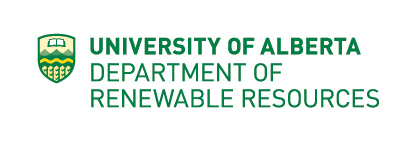 UNIVERSITY OF ALBERTA
DEPARTMENT OF
RENEWABLE RESOURCES